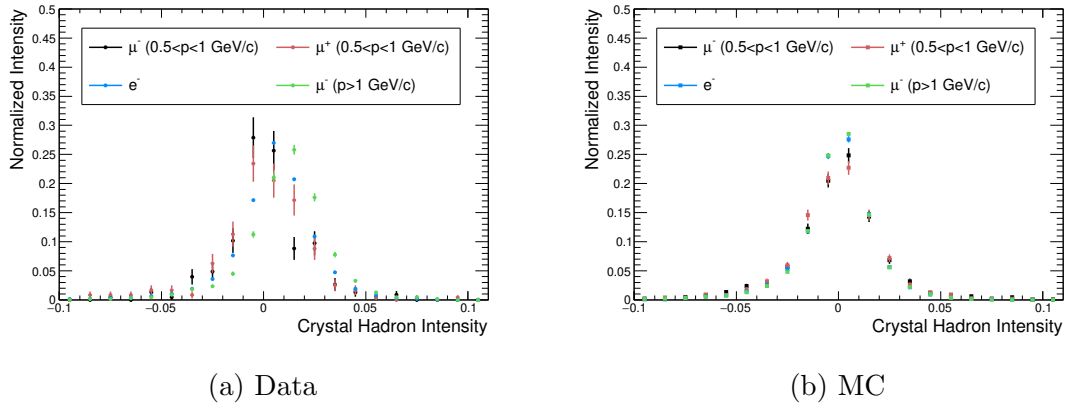 0.5
0.45
0.4
0.35
0.3
0.25
0.2
0.15
0.1
0.05
0
Normalized Intensity
μ⁻ (0.5<p<1 GeV/c)
μ⁺ (0.5<p<1 GeV/c)
e⁻
μ⁻ (p>1 GeV/c)
−0.1
−0.05
0
0.05
0.1
Crystal Hadron Intensity
(a) Data
0.5
0.45
0.4
0.35
0.3
0.25
0.2
0.15
0.1
0.05
0
Normalized Intensity
μ⁻ (0.5<p<1 GeV/c)
μ⁺ (0.5<p<1 GeV/c)
e⁻
μ⁻ (p>1 GeV/c)
−0.1
−0.05
0
0.05
0.1
Crystal Hadron Intensity
(b) MC